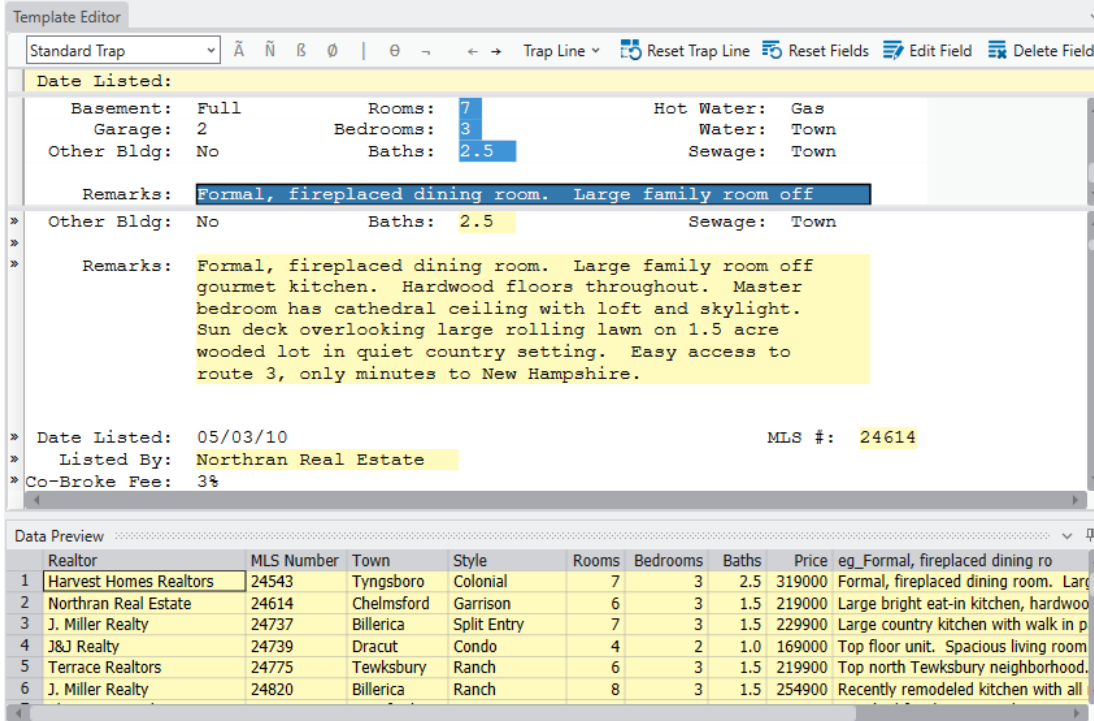 Template Editor
Standard Trap Ã Ñ ß Ø | ɵ ¬ ← → Trap Line Reset Trap Line Reset Fields Edit Field Delete Field
Date Listed:
Basement: Full Rooms: 7 Hot Water: Gas
Garage: 2 Bedrooms: 3 Water: Town
Other Bldg: No Baths: 2.5 Sewage: Town
Remarks: Formal, fireplaced dining room. Large family room off
» Other Bldg: No Baths: 2.5 Sewage: Town
»
» Remarks: Formal, fireplaced dining room. Large family room off
gourmet kitchen. Hardwood floors throughout. Master
bedroom has cathedral ceiling with loft and skylight.
Sun deck overlooking large rolling lawn on 1.5 acre
wooded lot in quiet country setting. Easy access to
route 3, only minutes to New Hampshire.
» Date Listed: 05/03/10 MLS #: 24614
» Listed By: Northran Real Estate
» Co-Broke Fee: 3%
Data Preview
Realtor MLS Number Town Style Rooms Bedrooms Baths Price eg_Formal, fireplaced dining ro
1 Harvest Homes Realtors 24543 Tyngsboro Colonial 7 3 2.5 319000 Formal, fireplaced dining room. Larg
2 Northran Real Estate 24614 Chelmsford Garrison 6 3 1.5 219000 Large bright eat-in kitchen, hardwoo
3 J. Miller Realty 24737 Billerica Split Entry 7 3 1.5 229900 Large country kitchen with walk in p
4 J&J Realty 24739 Dracut Condo 4 2 1.0 169000 Top floor unit. Spacious living room
5 Terrace Realtors 24775 Tewksbury Ranch 6 3 1.5 219900 Top north Tewksbury neighborhood.
6 J. Miller Realty 24820 Billerica Ranch 8 3 1.5 254900 Recently remodeled kitchen with all